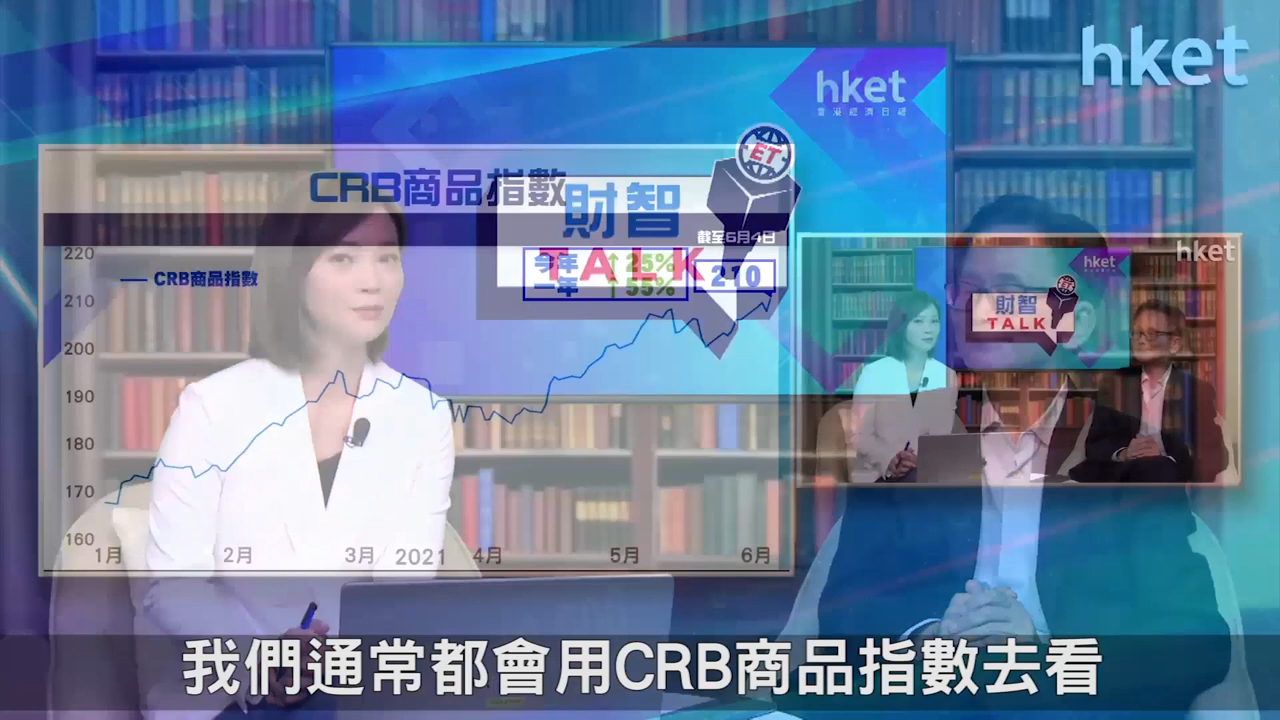 hket
hket
香港經濟日報
ET
CRB商品指數
財智
TALK
截至6月4日
今年 ↑25%
一年 ↑55%
210
CRB商品指數
220
210
200
190
180
170
160
1月 2月 3月 2021 4月 5月 6月
hket
hket
財智
TALK
我們通常都會用CRB商品指數去看